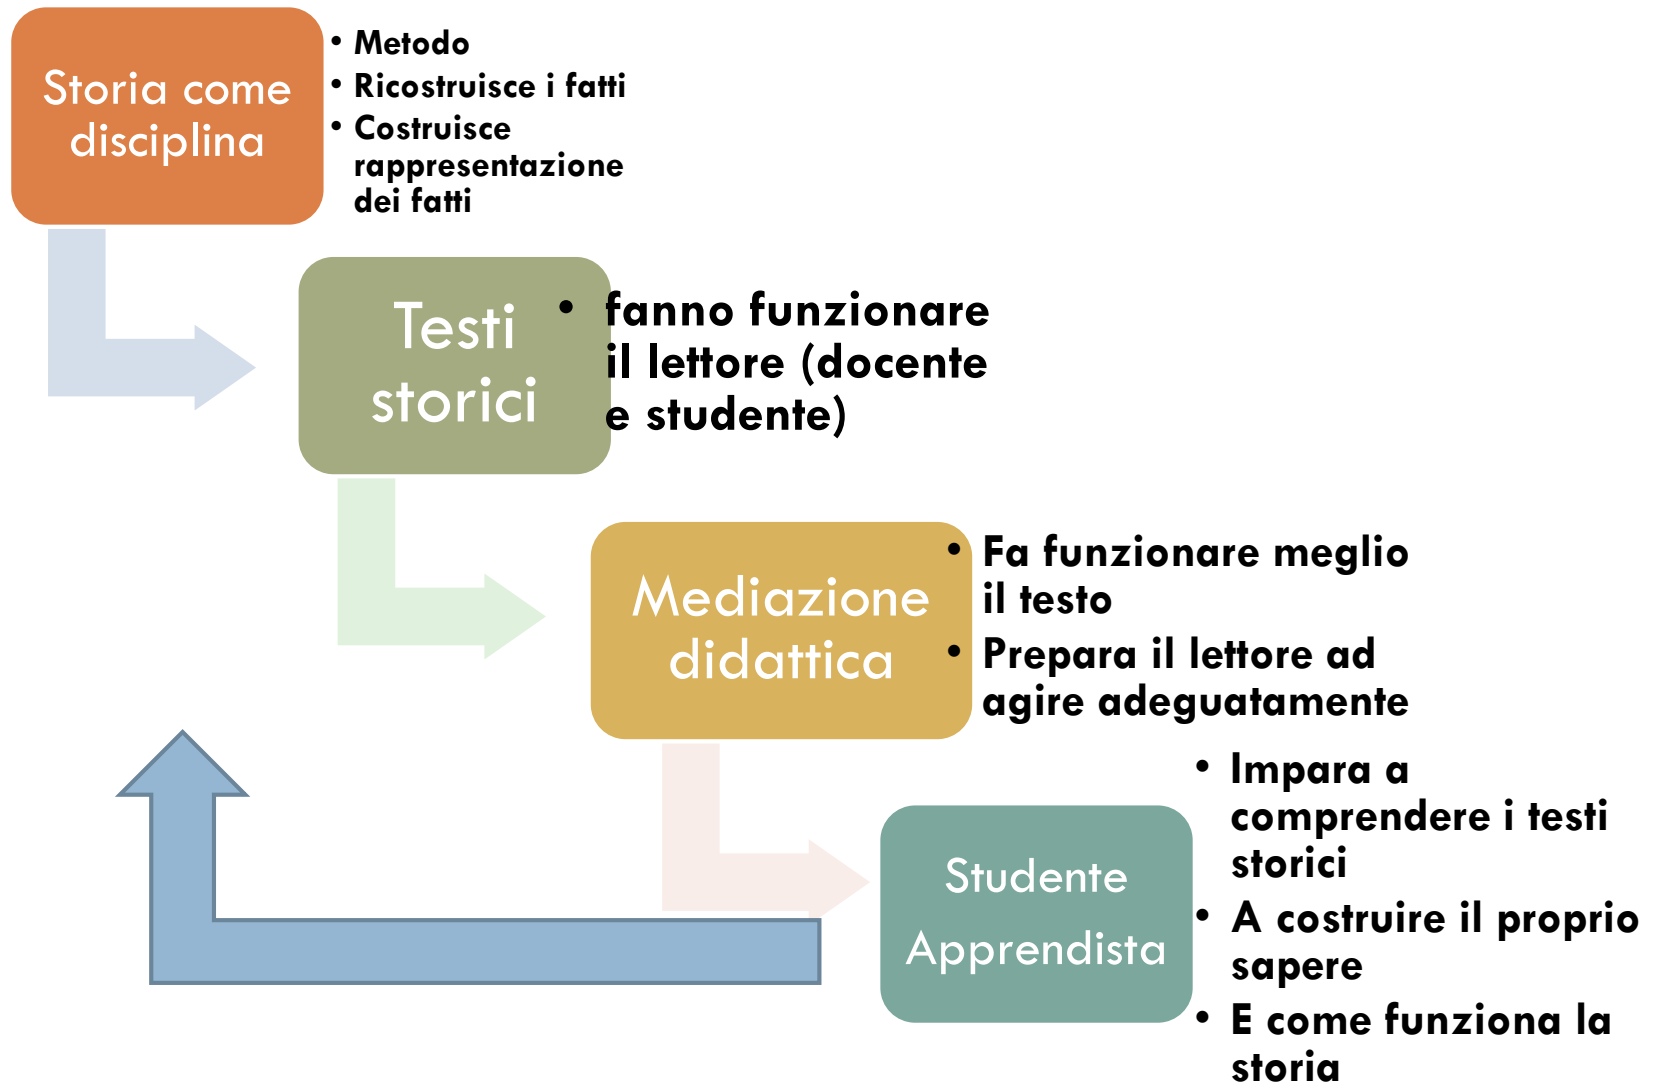 Storia come
disciplina
• Metodo
• Ricostruisce i fatti
• Costruisce
rappresentazione
dei fatti
Testi
storici
• fanno funzionare
il lettore (docente
e studente)
Mediazione
didattica
• Fa funzionare meglio
il testo
• Prepara il lettore ad
agire adeguatamente
Studente
Apprendista
• Impara a
comprendere i testi
storici
• A costruire il proprio
sapere
• E come funziona la
storia